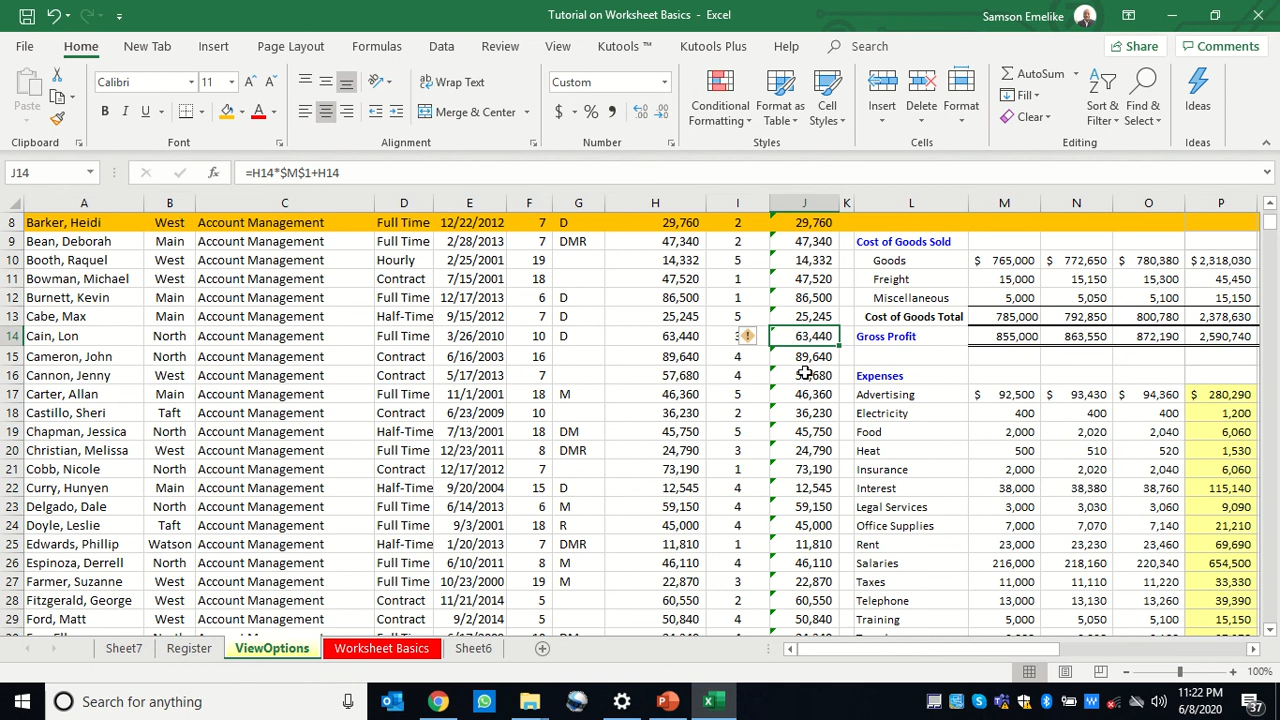 Tutorial on Worksheet Basics - Excel
Samson Emelike
File Home New Tab Insert Page Layout Formulas Data Review View Kutools ™ Kutools Plus Help Search Share Comments
Paste
Calibri 11
B I U
Wrap Text
Merge & Center
Custom
$ % ,
Conditional Formatting
Format as Table
Cell Styles
Insert
Delete
Format
AutoSum
Fill
Clear
Sort & Filter
Find & Select
Ideas
Clipboard Font Alignment Number Styles Cells Editing Ideas
J14 fx =H14*$M$1+H14
A B C D E F G H I J K L M N O P
8 Barker, Heidi West Account Management Full Time 12/22/2012 7 D 29,760 2 29,760
9 Bean, Deborah Main Account Management Full Time 2/28/2013 7 DMR 47,340 2 47,340 Cost of Goods Sold
10 Booth, Raquel West Account Management Hourly 2/25/2001 19 14,332 5 14,332 Goods $ 765,000 $ 772,650 $ 780,380 $ 2,318,030
11 Bowman, Michael West Account Management Contract 9/15/2001 18 47,520 1 47,520 Freight 15,000 15,150 15,300 45,450
12 Burnett, Kevin Main Account Management Full Time 12/17/2013 6 D 86,500 1 86,500 Miscellaneous 5,000 5,050 5,100 15,150
13 Cabe, Max Main Account Management Half-Time 9/15/2012 7 D 25,245 5 25,245 Cost of Goods Total 785,000 792,850 800,780 2,378,630
14 Cain, Lon North Account Management Full Time 3/26/2010 10 D 63,440 63,440 Gross Profit 855,000 863,550 872,190 2,590,740
15 Cameron, John North Account Management Contract 6/16/2003 16 89,640 4 89,640
16 Cannon, Jenny West Account Management Contract 5/17/2013 7 57,680 4 Expenses
17 Carter, Allan Main Account Management Full Time 11/1/2001 18 M 46,360 5 46,360 Advertising $ 92,500 $ 93,430 $ 94,360 $ 280,290
18 Castillo, Sheri Taft Account Management Contract 6/23/2009 10 36,230 2 36,230 Electricity 400 400 400 1,200
19 Chapman, Jessica North Account Management Half-Time 7/13/2001 18 DM 45,750 5 45,750 Food 2,000 2,020 2,040 6,060
20 Christian, Melissa West Account Management Full Time 12/23/2011 8 DMR 24,790 3 24,790 Heat 500 510 520 1,530
21 Cobb, Nicole North Account Management Contract 12/17/2012 7 73,190 1 73,190 Insurance 2,000 2,020 2,040 6,060
22 Curry, Hunyen Main Account Management Half-Time 9/20/2004 15 D 12,545 4 12,545 Interest 38,000 38,380 38,760 115,140
23 Delgado, Dale North Account Management Full Time 6/14/2013 6 M 59,150 4 59,150 Legal Services 3,000 3,030 3,060 9,090
24 Doyle, Leslie Taft Account Management Full Time 9/3/2001 18 R 45,000 4 45,000 Office Supplies 7,000 7,070 7,140 21,210
25 Edwards, Phillip Watson Account Management Half-Time 1/20/2013 7 DMR 11,810 1 11,810 Rent 23,000 23,230 23,460 69,690
26 Espinoza, Derrell North Account Management Full Time 6/10/2011 8 M 46,110 4 46,110 Salaries 216,000 218,160 220,340 654,500
27 Farmer, Suzanne West Account Management Full Time 10/23/2000 19 M 22,870 3 22,870 Taxes 11,000 11,110 11,220 33,330
28 Fitzgerald, George West Account Management Contract 11/21/2014 5 60,550 2 60,550 Telephone 13,000 13,130 13,260 39,390
29 Ford, Matt West Account Management Contract 2/28/2014 5 50,840 4 50,840 Training 5,000 5,050 5,100 15,150
Sheet7 Register ViewOptions Worksheet Basics Sheet6
100%
Search for anything
11:22 PM
6/8/2020
37